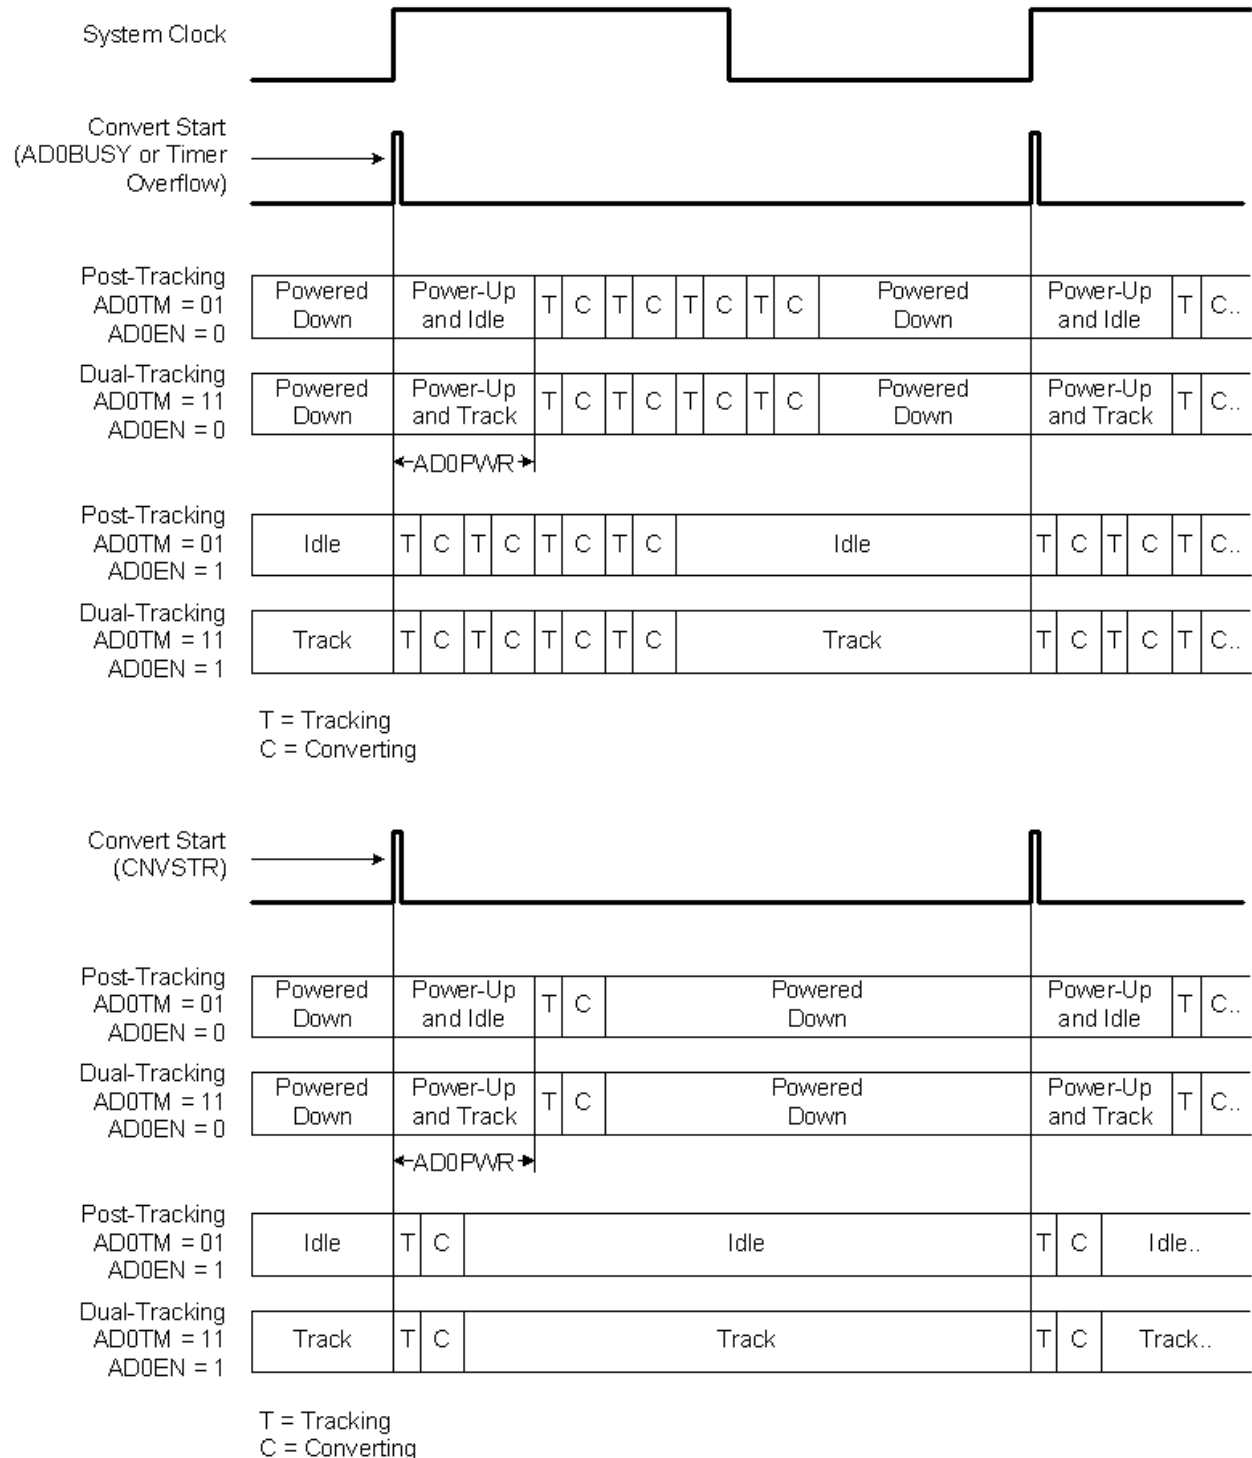 System Clock
Convert Start
(AD0BUSY or Timer
Overflow)
Post-Tracking
AD0TM = 01
AD0EN = 0
Powered
Down
Power-Up
and Idle
T C T C T C T C
Powered
Down
Power-Up
and Idle
T C..
Dual-Tracking
AD0TM = 11
AD0EN = 0
Powered
Down
Power-Up
and Track
T C T C T C T C
Powered
Down
Power-Up
and Track
T C..
AD0PWR
Post-Tracking
AD0TM = 01
AD0EN = 1
Idle
T C T C T C T C
Idle
T C T C T C..
Dual-Tracking
AD0TM = 11
AD0EN = 1
Track
T C T C T C T C
Track
T C T C T C..
T = Tracking
C = Converting
Convert Start
(CNVSTR)
Post-Tracking
AD0TM = 01
AD0EN = 0
Powered
Down
Power-Up
and Idle
T C
Powered
Down
Power-Up
and Idle
T C..
Dual-Tracking
AD0TM = 11
AD0EN = 0
Powered
Down
Power-Up
and Track
T C
Powered
Down
Power-Up
and Track
T C..
AD0PWR
Post-Tracking
AD0TM = 01
AD0EN = 1
Idle
T C
Idle
T C
Idle..
Dual-Tracking
AD0TM = 11
AD0EN = 1
Track
T C
Track
T C
Track..
T = Tracking
C = Converting